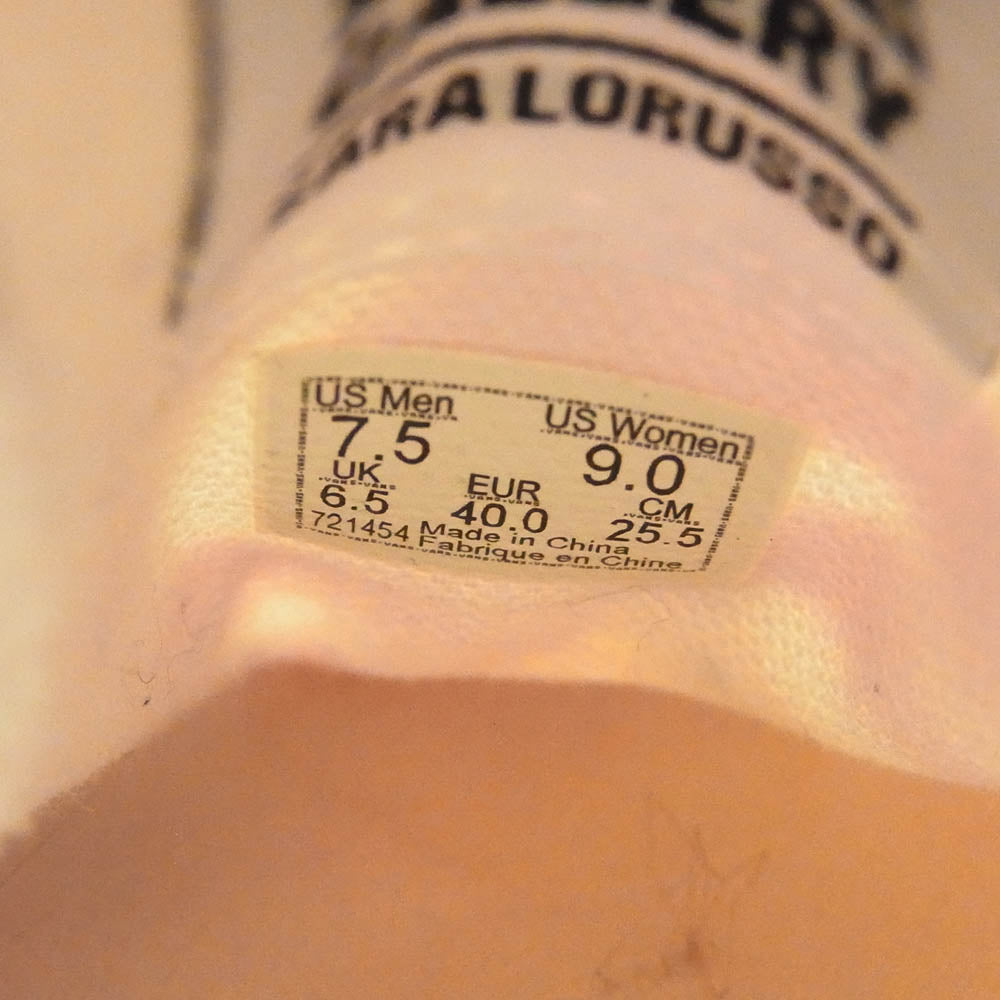 LORUSSO
US Men US Women
7.5 9.0
UK EUR CM
6.5 40.0 25.5
721454 Made in China
Fabrique en Chine